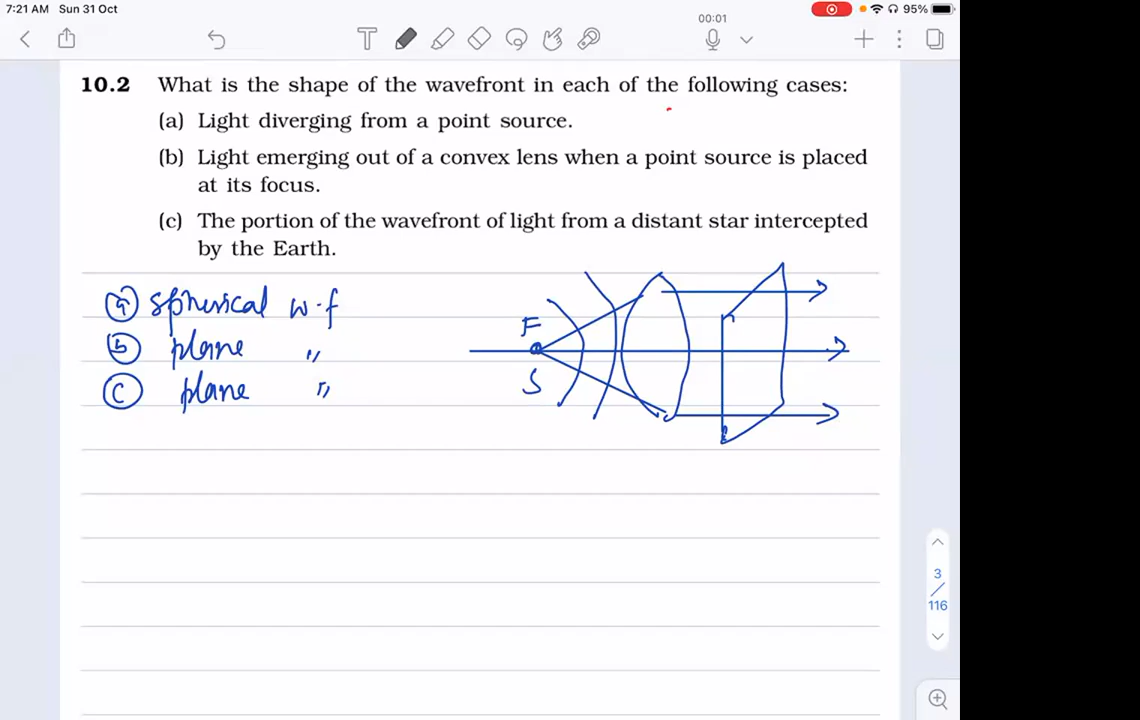 7:21 AM Sun 31 Oct
95%
00:01
T
10.2 What is the shape of the wavefront in each of the following cases:
(a) Light diverging from a point source.
(b) Light emerging out of a convex lens when a point source is placed
at its focus.
(c) The portion of the wavefront of light from a distant star intercepted
by the Earth.
(a) spherical w.f
(b) plane "
(c) plane "
F
S
3
/
116